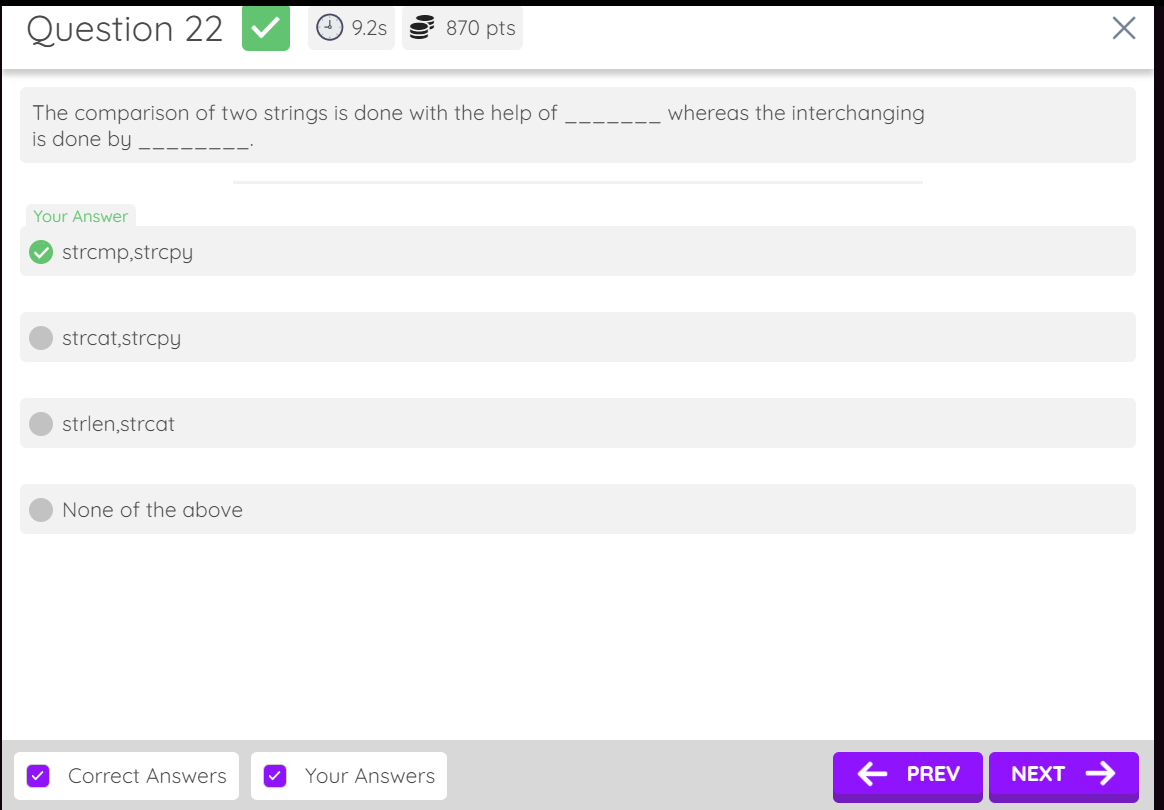 Question 22 9.2s 870 pts
The comparison of two strings is done with the help of _______ whereas the interchanging
is done by ________.
Your Answer
strcmp,strcpy
strcat,strcpy
strlen,strcat
None of the above
Correct Answers Your Answers PREV NEXT